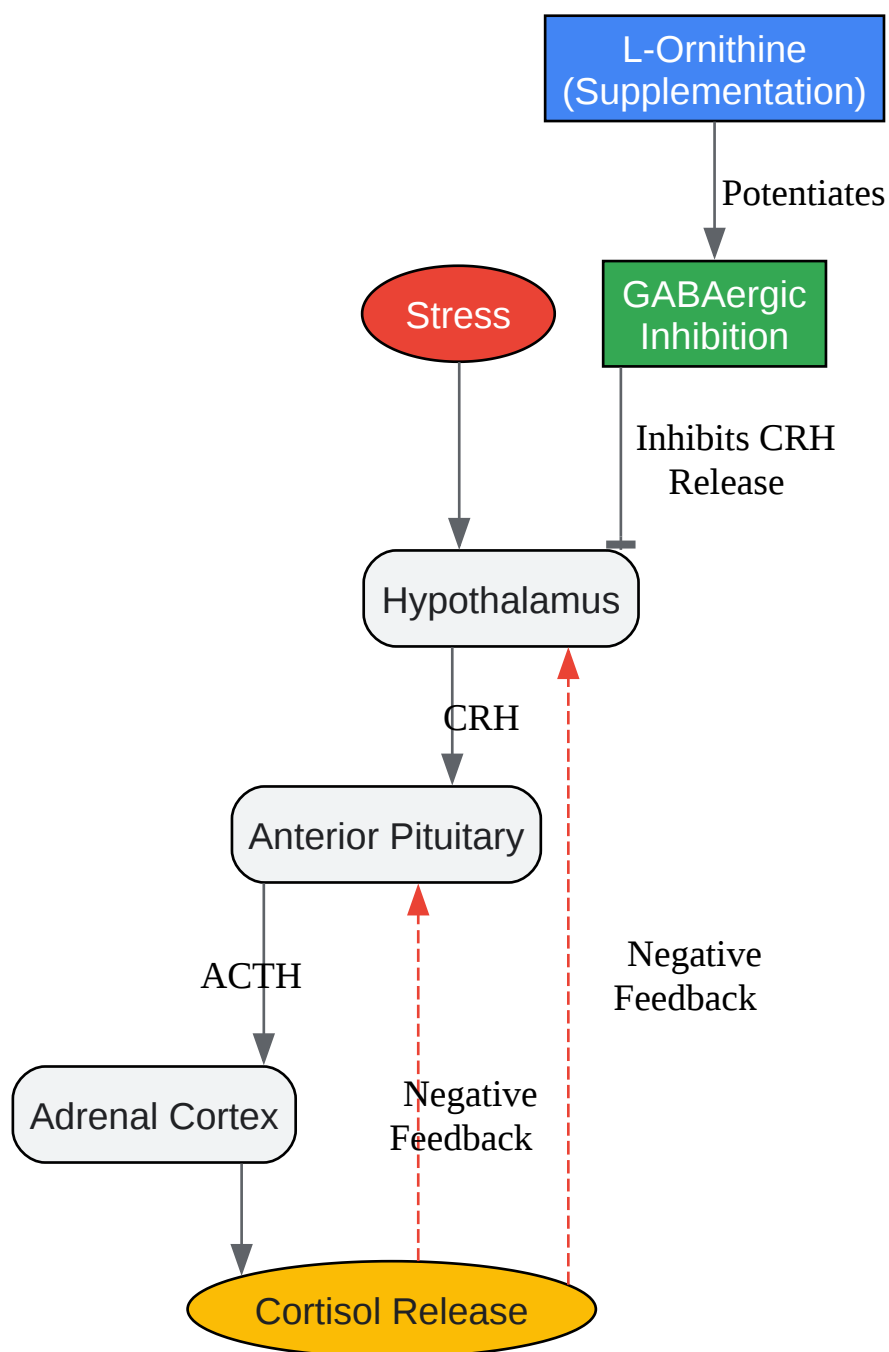 L-Ornithine
(Supplementation)
Potentiates
GABAergic
Inhibition
Stress
Inhibits CRH
Release
Hypothalamus
CRH
Anterior Pituitary
Negative
Feedback
ACTH
Adrenal Cortex
Negative
Feedback
Cortisol Release